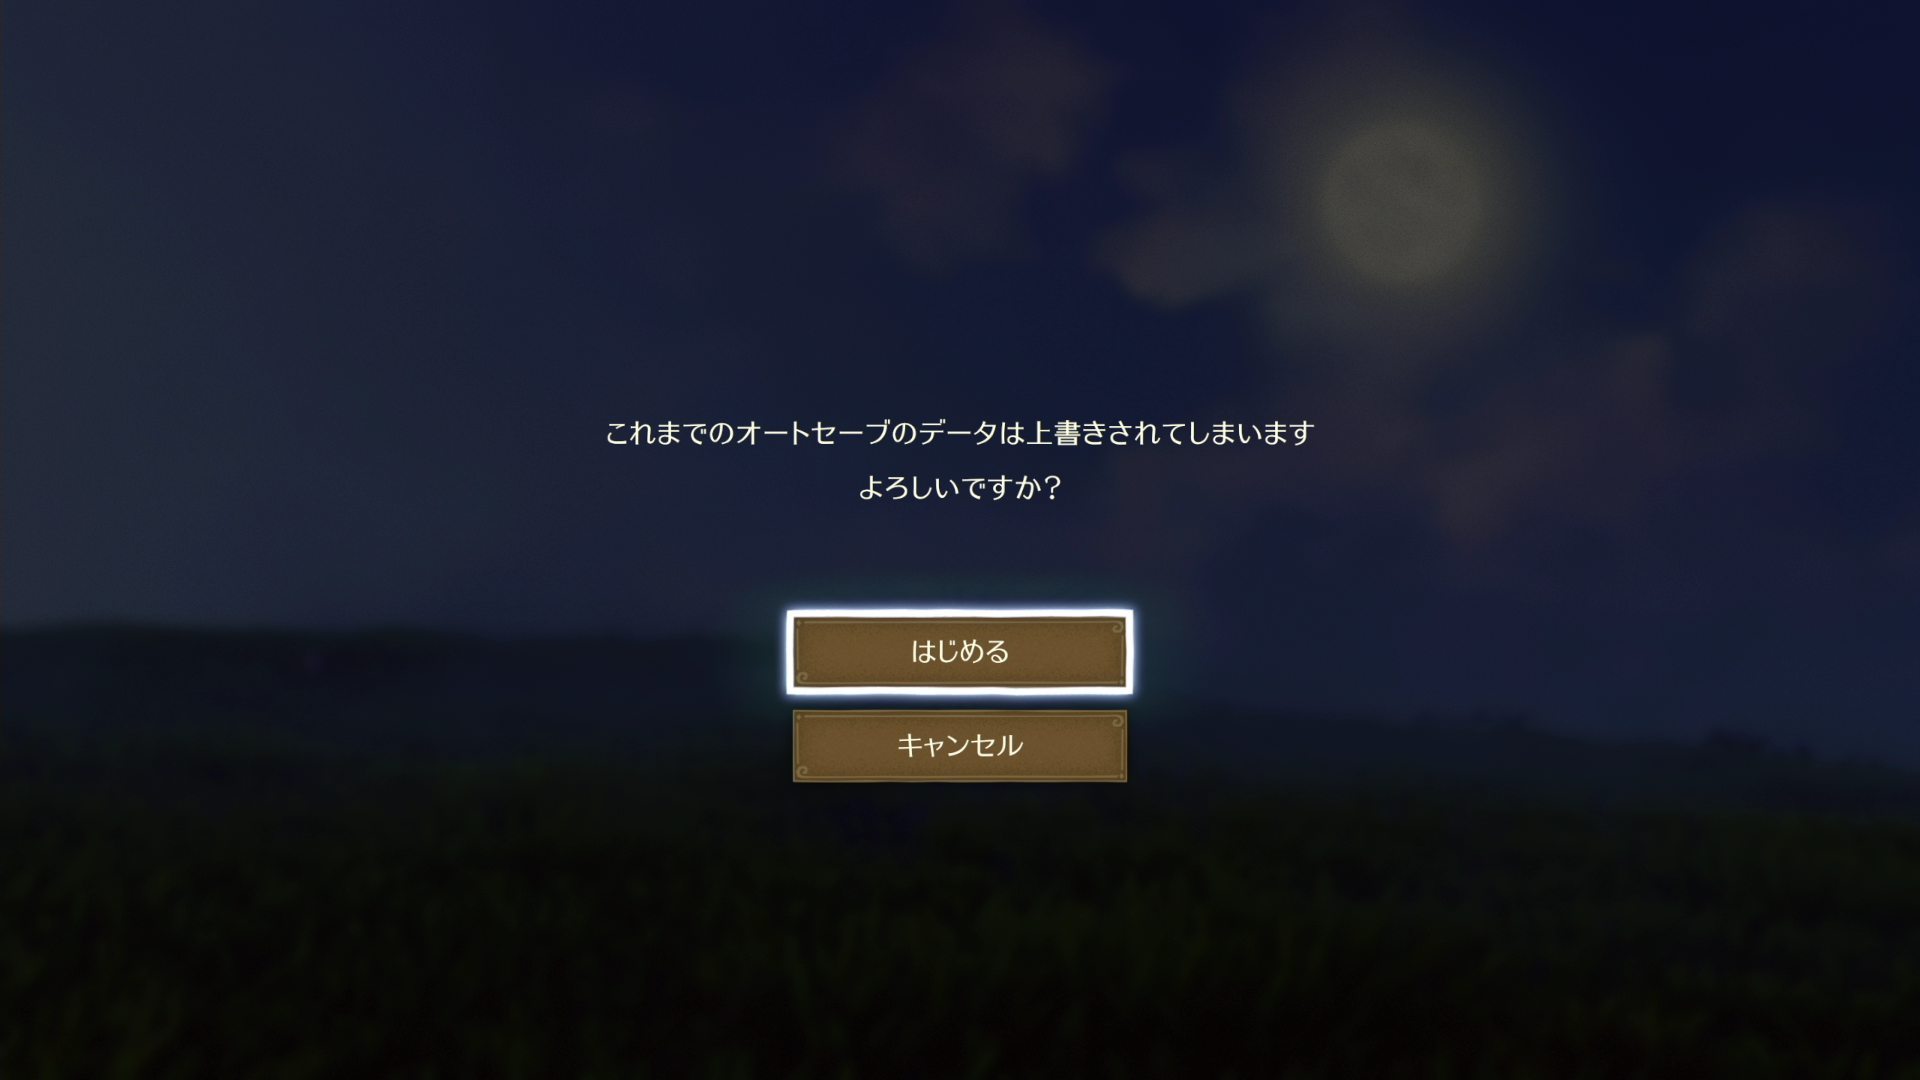 これまでのオートセーブのデータは上書きされてしまいます
よろしいですか？
はじめる
キャンセル